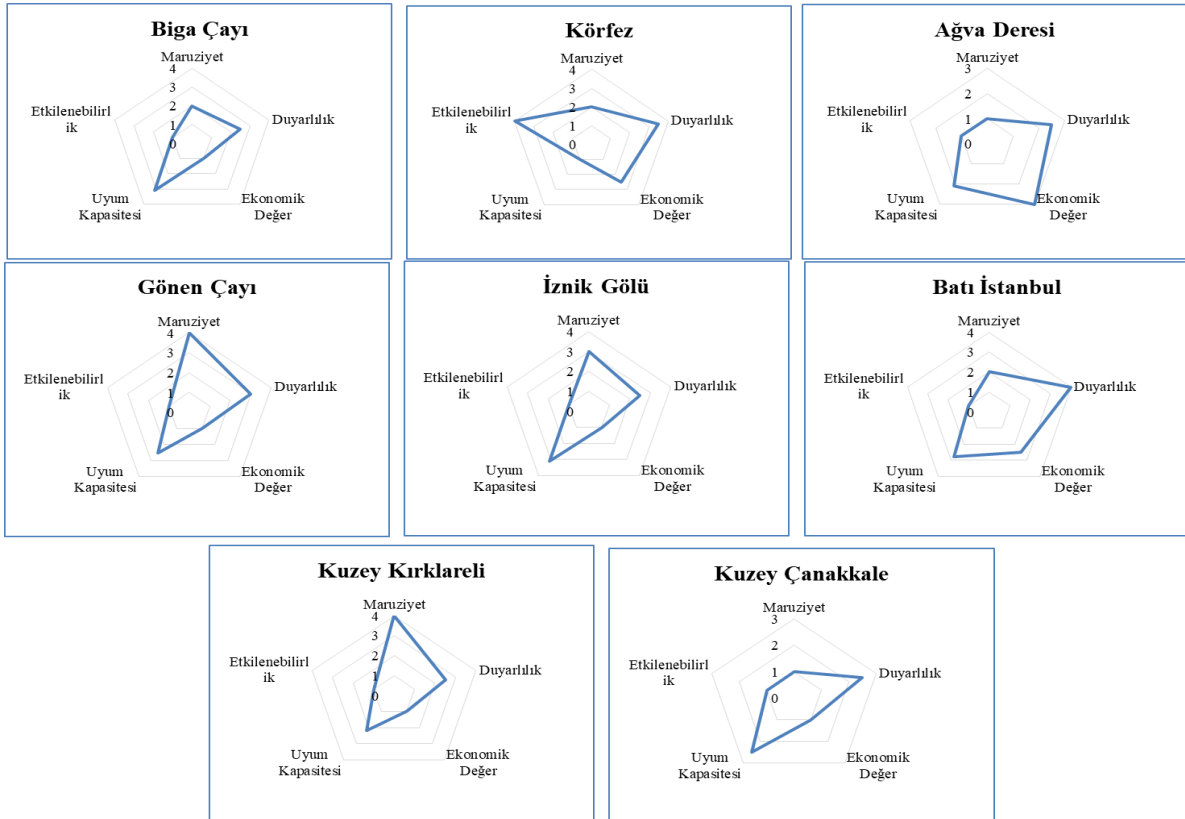 Biga Çayı
Maruziyet
4
3
2
1
0
Duyarlılık
Ekonomik
Değer
Uyum
Kapasitesi
Etkilenebilirl
ik
Körfez
Maruziyet
4
3
2
1
0
Duyarlılık
Ekonomik
Değer
Uyum
Kapasitesi
Etkilenebilirl
ik
Ağva Deresi
Maruziyet
3
2
1
0
Duyarlılık
Ekonomik
Değer
Uyum
Kapasitesi
Etkilenebilirl
ik
Gönen Çayı
Maruziyet
4
3
2
1
0
Duyarlılık
Ekonomik
Değer
Uyum
Kapasitesi
Etkilenebilirl
ik
İznik Gölü
Maruziyet
4
3
2
1
0
Duyarlılık
Ekonomik
Değer
Uyum
Kapasitesi
Etkilenebilirl
ik
Batı İstanbul
Maruziyet
4
3
2
1
0
Duyarlılık
Ekonomik
Değer
Uyum
Kapasitesi
Etkilenebilirl
ik
Kuzey Kırklareli
Maruziyet
4
3
2
1
0
Duyarlılık
Ekonomik
Değer
Uyum
Kapasitesi
Etkilenebilirl
ik
Kuzey Çanakkale
Maruziyet
3
2
1
0
Duyarlılık
Ekonomik
Değer
Uyum
Kapasitesi
Etkilenebilirl
ik